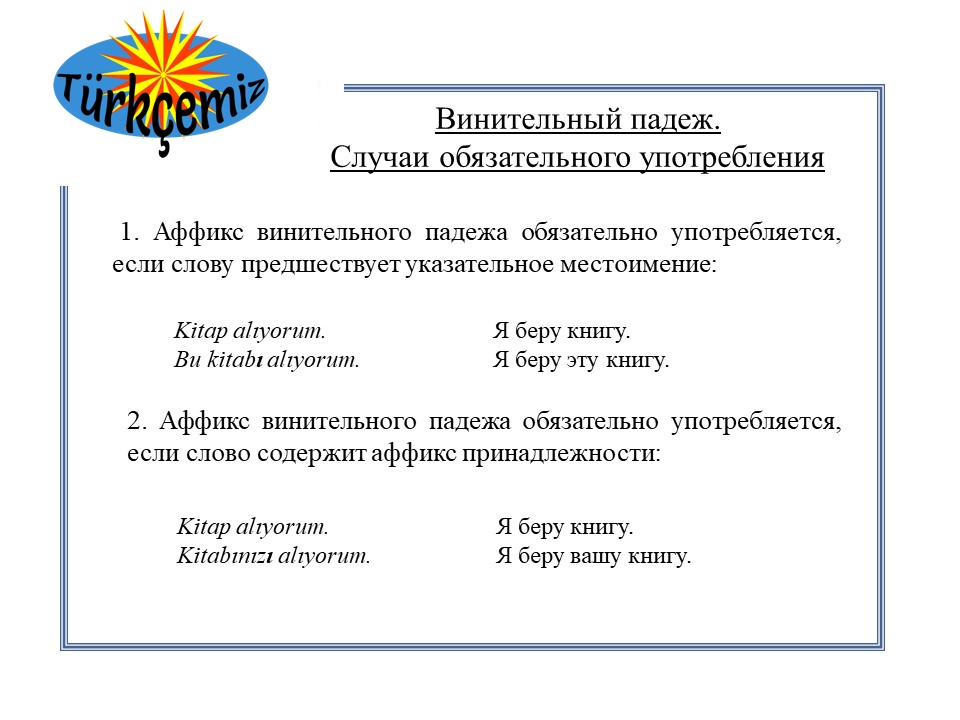 Türkçemiz
Винительный падеж.
Случаи обязательного употребления
1. Аффикс винительного падежа обязательно употребляется,
если слову предшествует указательное местоимение:
Kitap alıyorum. Я беру книгу.
Bu kitabı alıyorum. Я беру эту книгу.
2. Аффикс винительного падежа обязательно употребляется,
если слово содержит аффикс принадлежности:
Kitap alıyorum. Я беру книгу.
Kitabınızı alıyorum. Я беру вашу книгу.